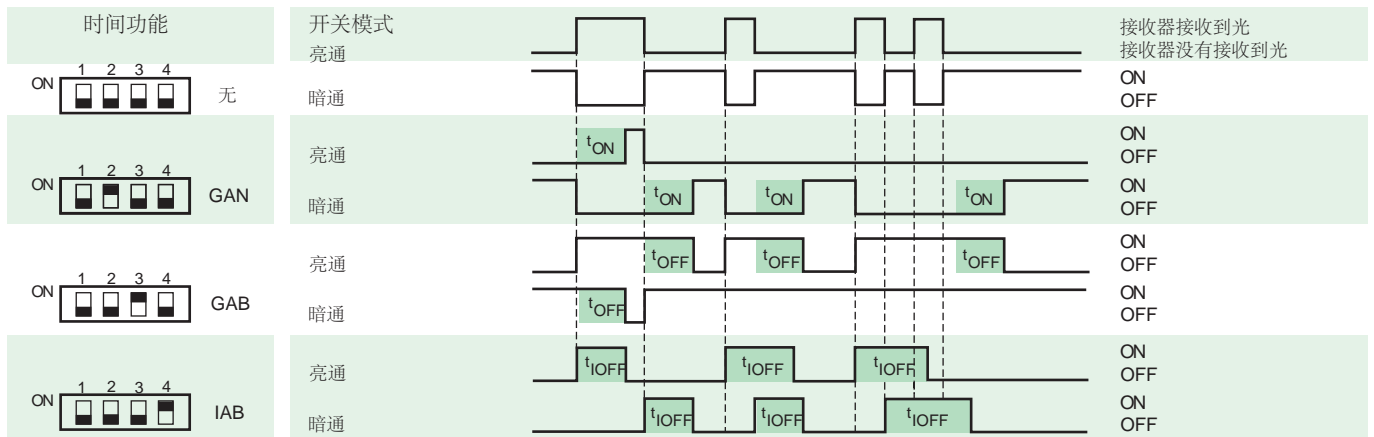 时间功能 开关模式 接收器接收到光
亮通 接收器没有接收到光
ON 1 2 3 4 无 暗通 ON
OFF
亮通 tON ON
OFF
ON 1 2 3 4 GAN 暗通 tON tON tON ON
OFF
亮通 tOFF tOFF tOFF ON
OFF
ON 1 2 3 4 GAB 暗通 tOFF ON
OFF
亮通 tIOFF tIOFF tIOFF ON
OFF
ON 1 2 3 4 IAB 暗通 tIOFF tIOFF tIOFF ON
OFF